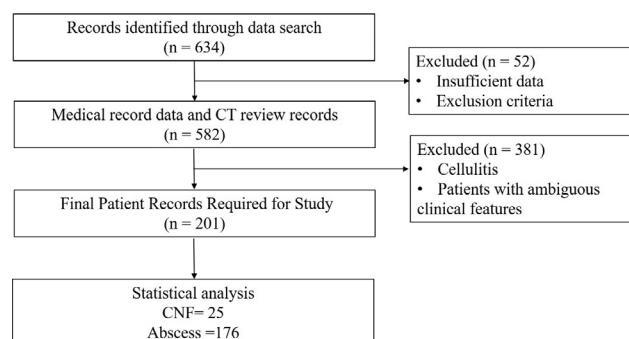 Records identified through data search
(n = 634)
Excluded (n = 52)
• Insufficient data
• Exclusion criteria
Medical record data and CT review records
(n = 582)
Excluded (n = 381)
• Cellulitis
• Patients with ambiguous
clinical features
Final Patient Records Required for Study
(n = 201)
Statistical analysis
CNF= 25
Abscess =176